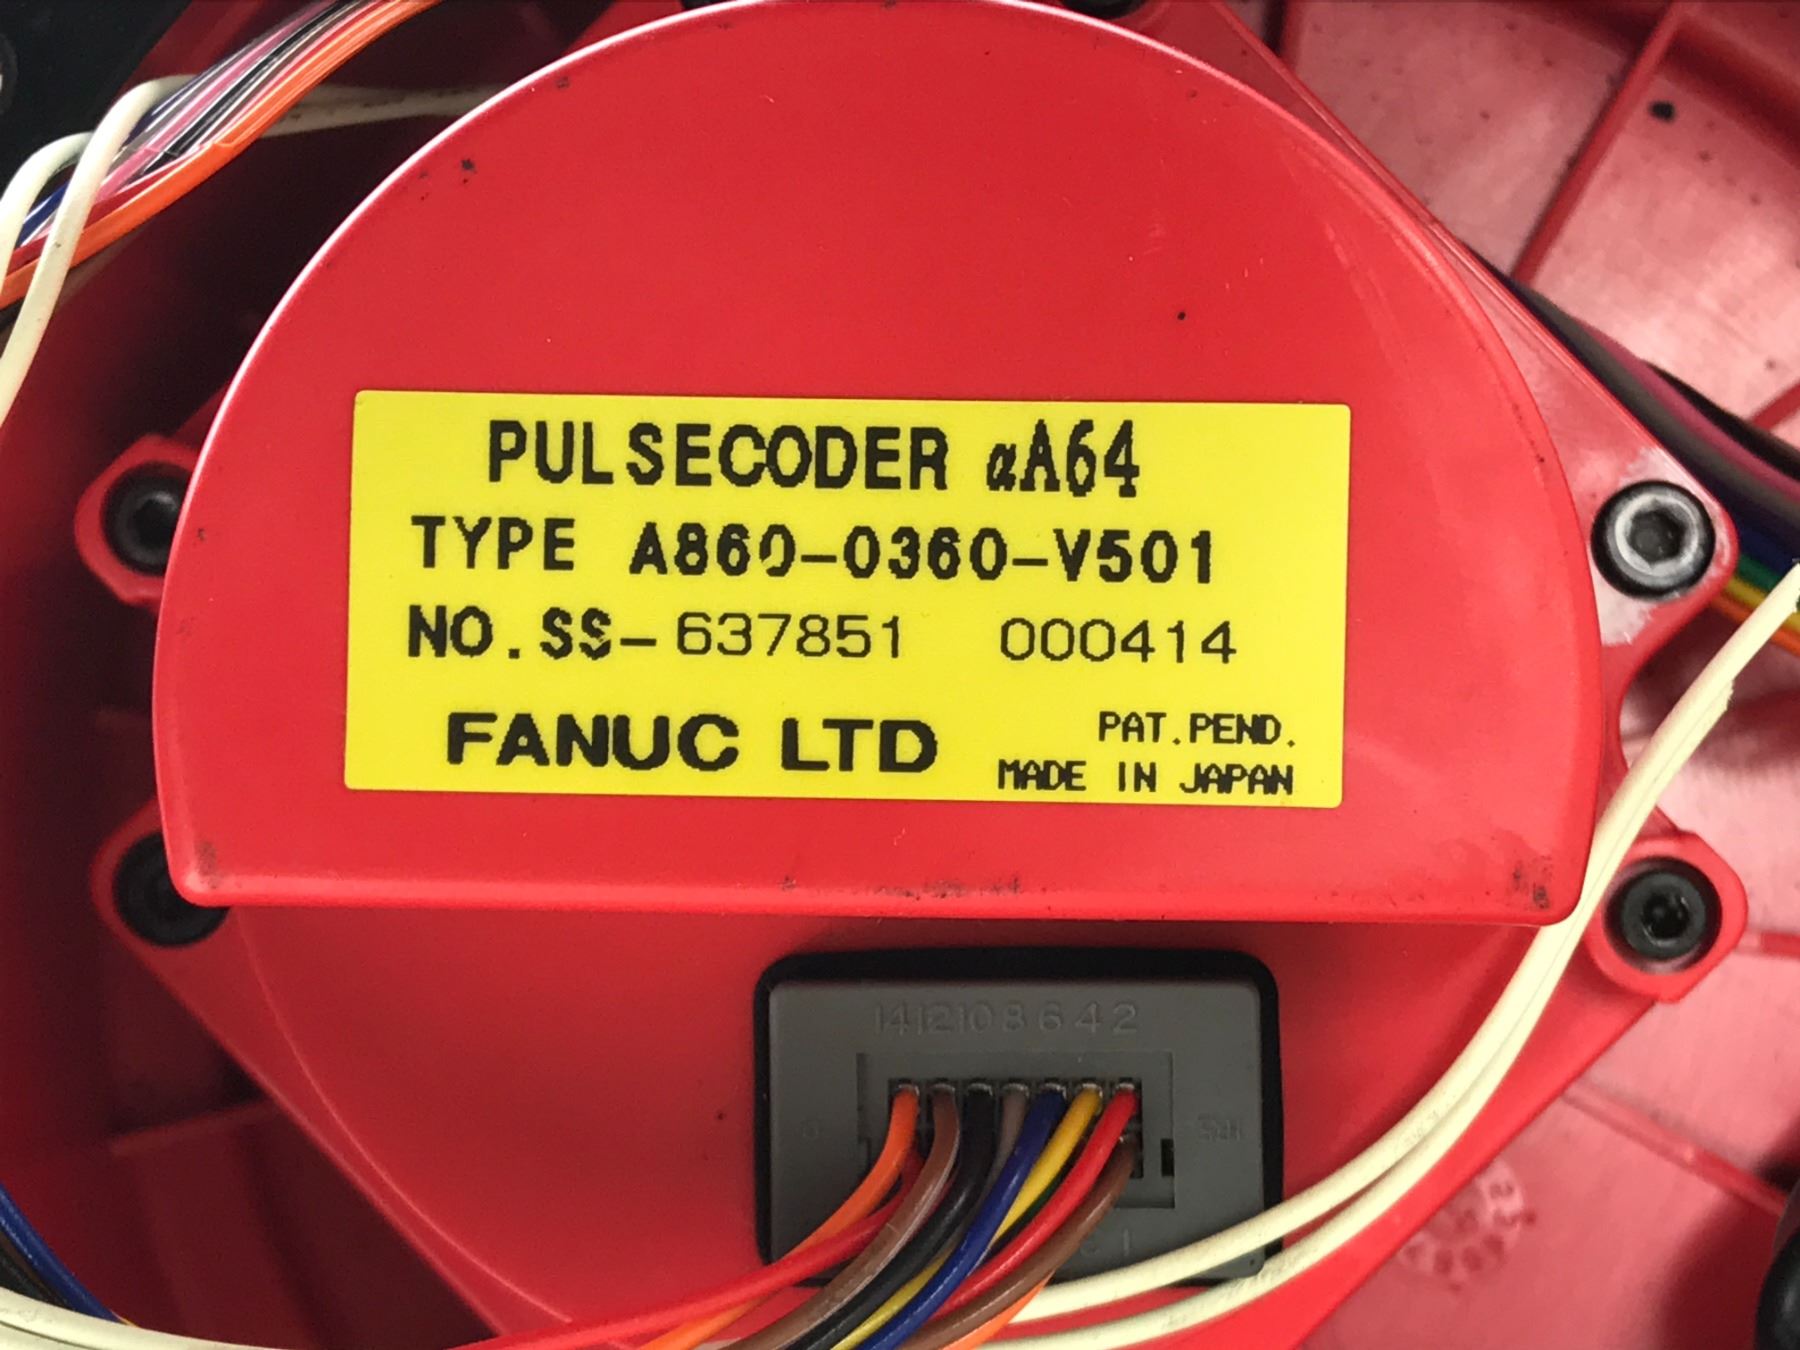 PULSECODER αA64
TYPE A860-0360-V501
NO.SS-637851 000414
FANUC LTD
PAT.PEND.
MADE IN JAPAN
14 12 10 8 6 4 2
1